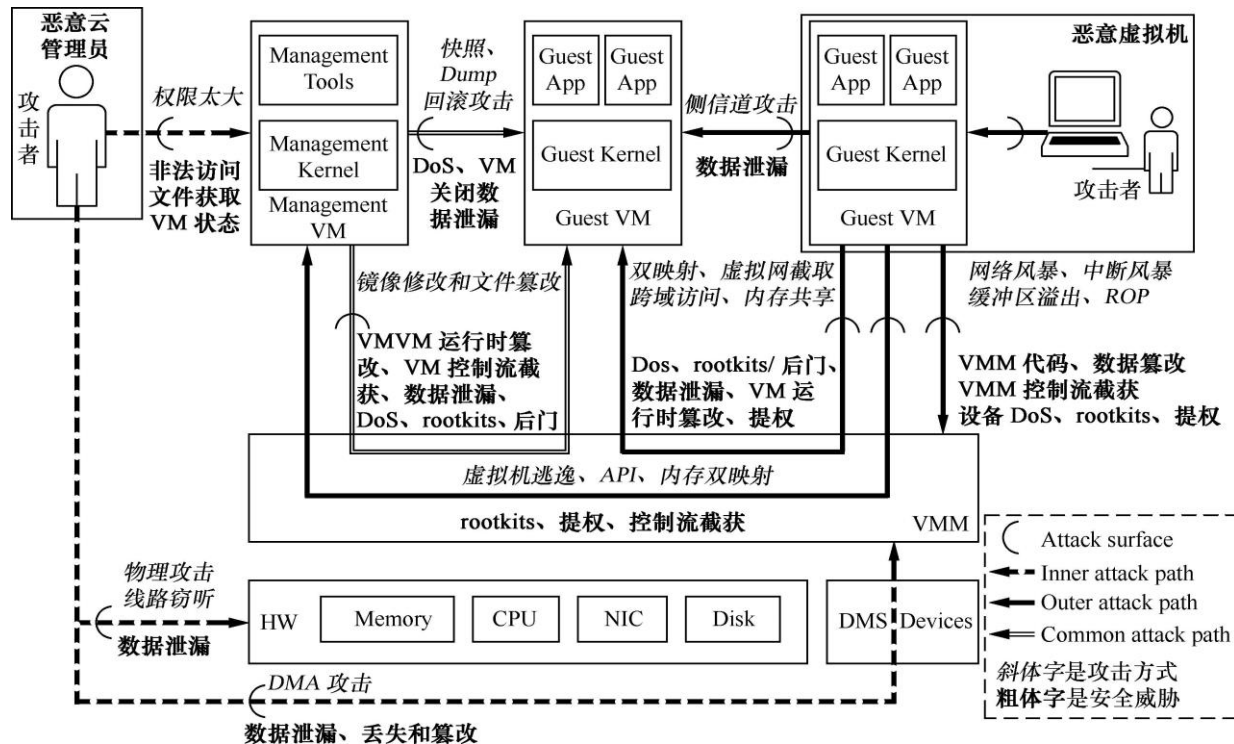 恶意云
管理员
攻击者
权限太大
非法访问
文件获取
VM 状态
Management
Tools
Management
Kernel
Management
VM
快照、
Dump
回滚攻击
DoS、VM
关闭数
据泄漏
Guest
App
Guest
App
Guest Kernel
Guest VM
侧信道攻击
数据泄漏
Guest
App
Guest
App
Guest Kernel
Guest VM
恶意虚拟机
攻击者
镜像修改和文件篡改
VMVM 运行时篡
改、VM 控制流截
获、数据泄漏、
DoS、rootkits、后门
双映射、虚拟网截取
跨域访问、内存共享
Dos、rootkits/ 后门、
数据泄漏、VM 运
行时篡改、提权
网络风暴、中断风暴
缓冲区溢出、ROP
VMM 代码、数据篡改
VMM 控制流截获
设备 DoS、rootkits、提权
虚拟机逃逸、API、内存双映射
rootkits、提权、控制流截获
VMM
物理攻击
线路窃听
数据泄漏
HW
Memory
CPU
NIC
Disk
DMS
Devices
DMA 攻击
数据泄漏、丢失和篡改
Attack surface
Inner attack path
Outer attack path
Common attack path
斜体字是攻击方式
粗体字是安全威胁